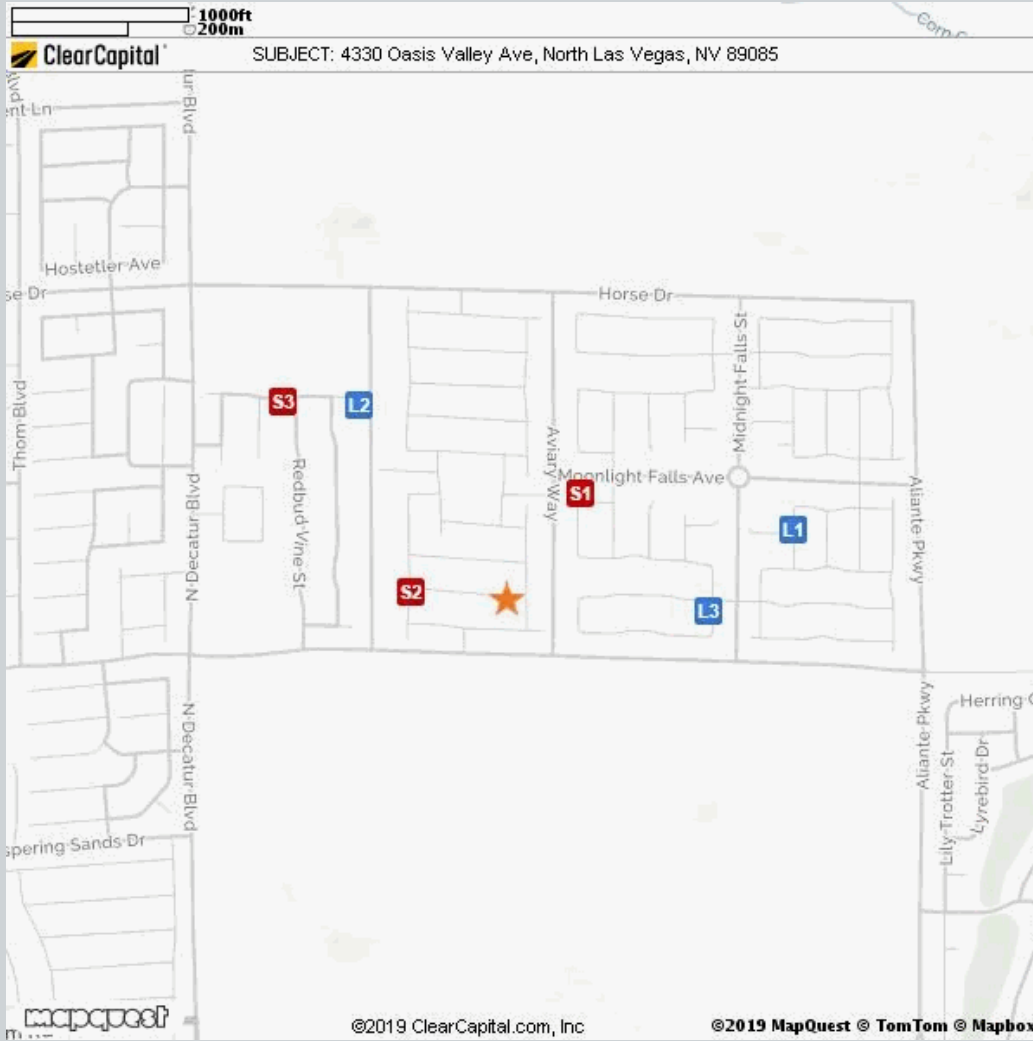 1000ft
200m
ClearCapital
SUBJECT: 4330 Oasis Valley Ave, North Las Vegas, NV 89085
Hostetler Ave
Horse Dr
Midnight Falls St
Thom Blvd
S3
L2
Aviary Way
Moonlight Falls Ave
S1
N Decatur Blvd
Redbud Vine St
Aliante Pkwy
L1
S2
L3
N Decatur Blvd
Aliante Pkwy
Herring
Lily Trotter St
Lyrebird Dr
spering Sands Dr
mapquest
©2019 ClearCapital.com, Inc
©2019 MapQuest © TomTom © Mapbox